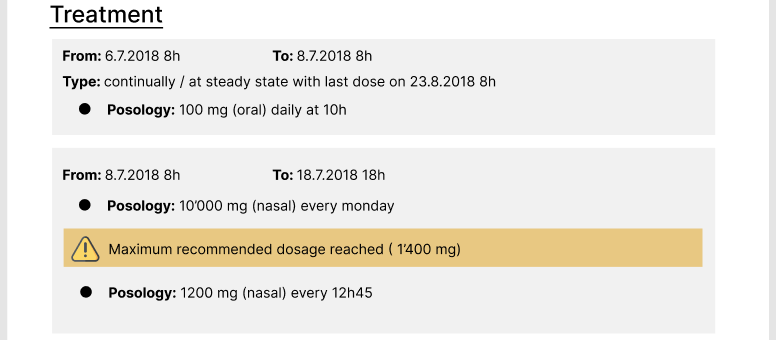 Treatment
From: 6.7.2018 8h To: 8.7.2018 8h
Type: continually / at steady state with last dose on 23.8.2018 8h
Posology: 100 mg (oral) daily at 10h
From: 8.7.2018 8h To: 18.7.2018 18h
Posology: 10’000 mg (nasal) every monday
Maximum recommended dosage reached ( 1’400 mg)
Posology: 1200 mg (nasal) every 12h45